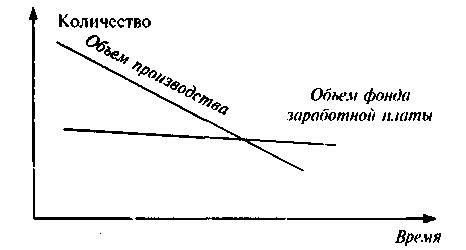 Количество
Объем производства
Объем фонда
заработной платы
Время